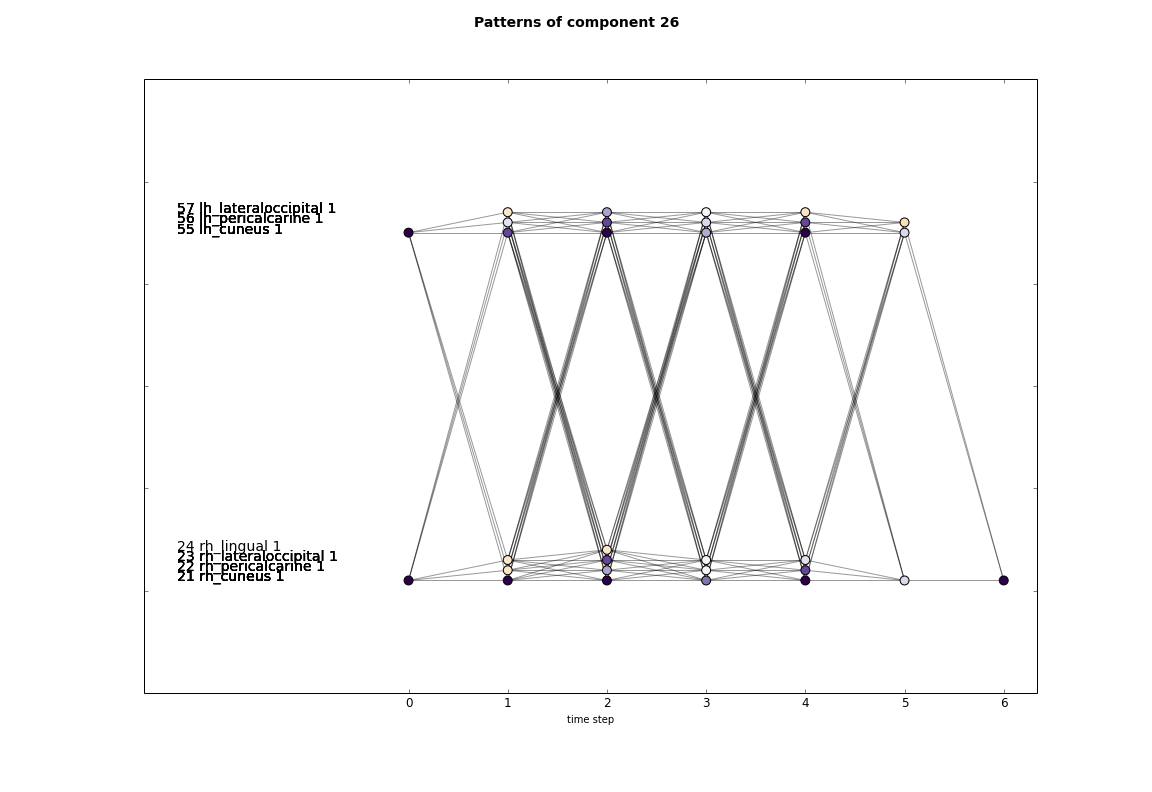 Patterns of component 26
57 lh_lateraloccipital 1
56 lh_pericalcarine 1
55 lh_cuneus 1
24 rh_lingual 1
23 rh_lateraloccipital 1
22 rh_pericalcarine 1
21 rh_cuneus 1
0 1 2 3 4 5 6
time step